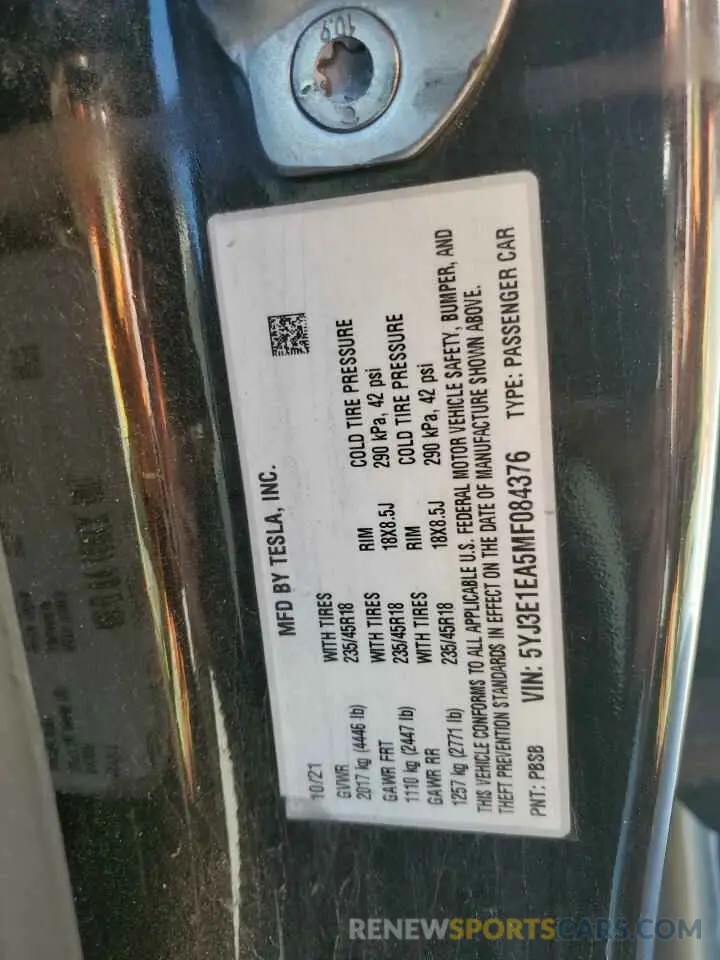 10.9
MFD BY TESLA, INC.
10/21
GVWR WITH TIRES RIM COLD TIRE PRESSURE
2017 kg (4446 lb) 235/45R18 18X8.5J 290 kPa, 42 psi
GAWR FRT WITH TIRES RIM COLD TIRE PRESSURE
1110 kg (2447 lb) 235/45R18 18X8.5J 290 kPa, 42 psi
GAWR RR WITH TIRES
1257 kg (2771 lb) 235/45R18
THIS VEHICLE CONFORMS TO ALL APPLICABLE U.S. FEDERAL MOTOR VEHICLE SAFETY, BUMPER, AND
THEFT PREVENTION STANDARDS IN EFFECT ON THE DATE OF MANUFACTURE SHOWN ABOVE.
PNT: PBSB VIN: 5YJ3E1EA5MF084376 TYPE: PASSENGER CAR
RENEWSPORTSCARS.COM